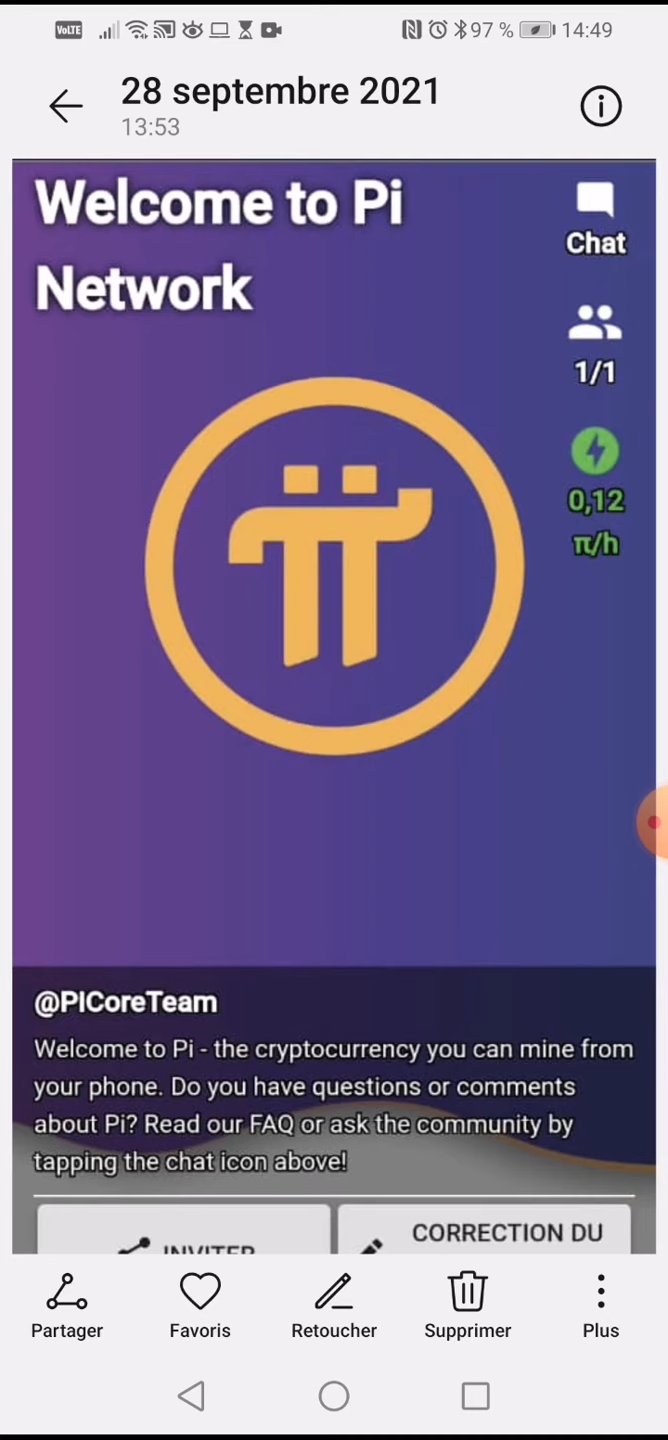 VoLTE
97 % 14:49
28 septembre 2021
13:53
Welcome to Pi
Network
Chat
1/1
0,12
π/h
@PICoreTeam
Welcome to Pi - the cryptocurrency you can mine from
your phone. Do you have questions or comments
about Pi? Read our FAQ or ask the community by
tapping the chat icon above!
INVITER
CORRECTION DU
Partager Favoris Retoucher Supprimer Plus